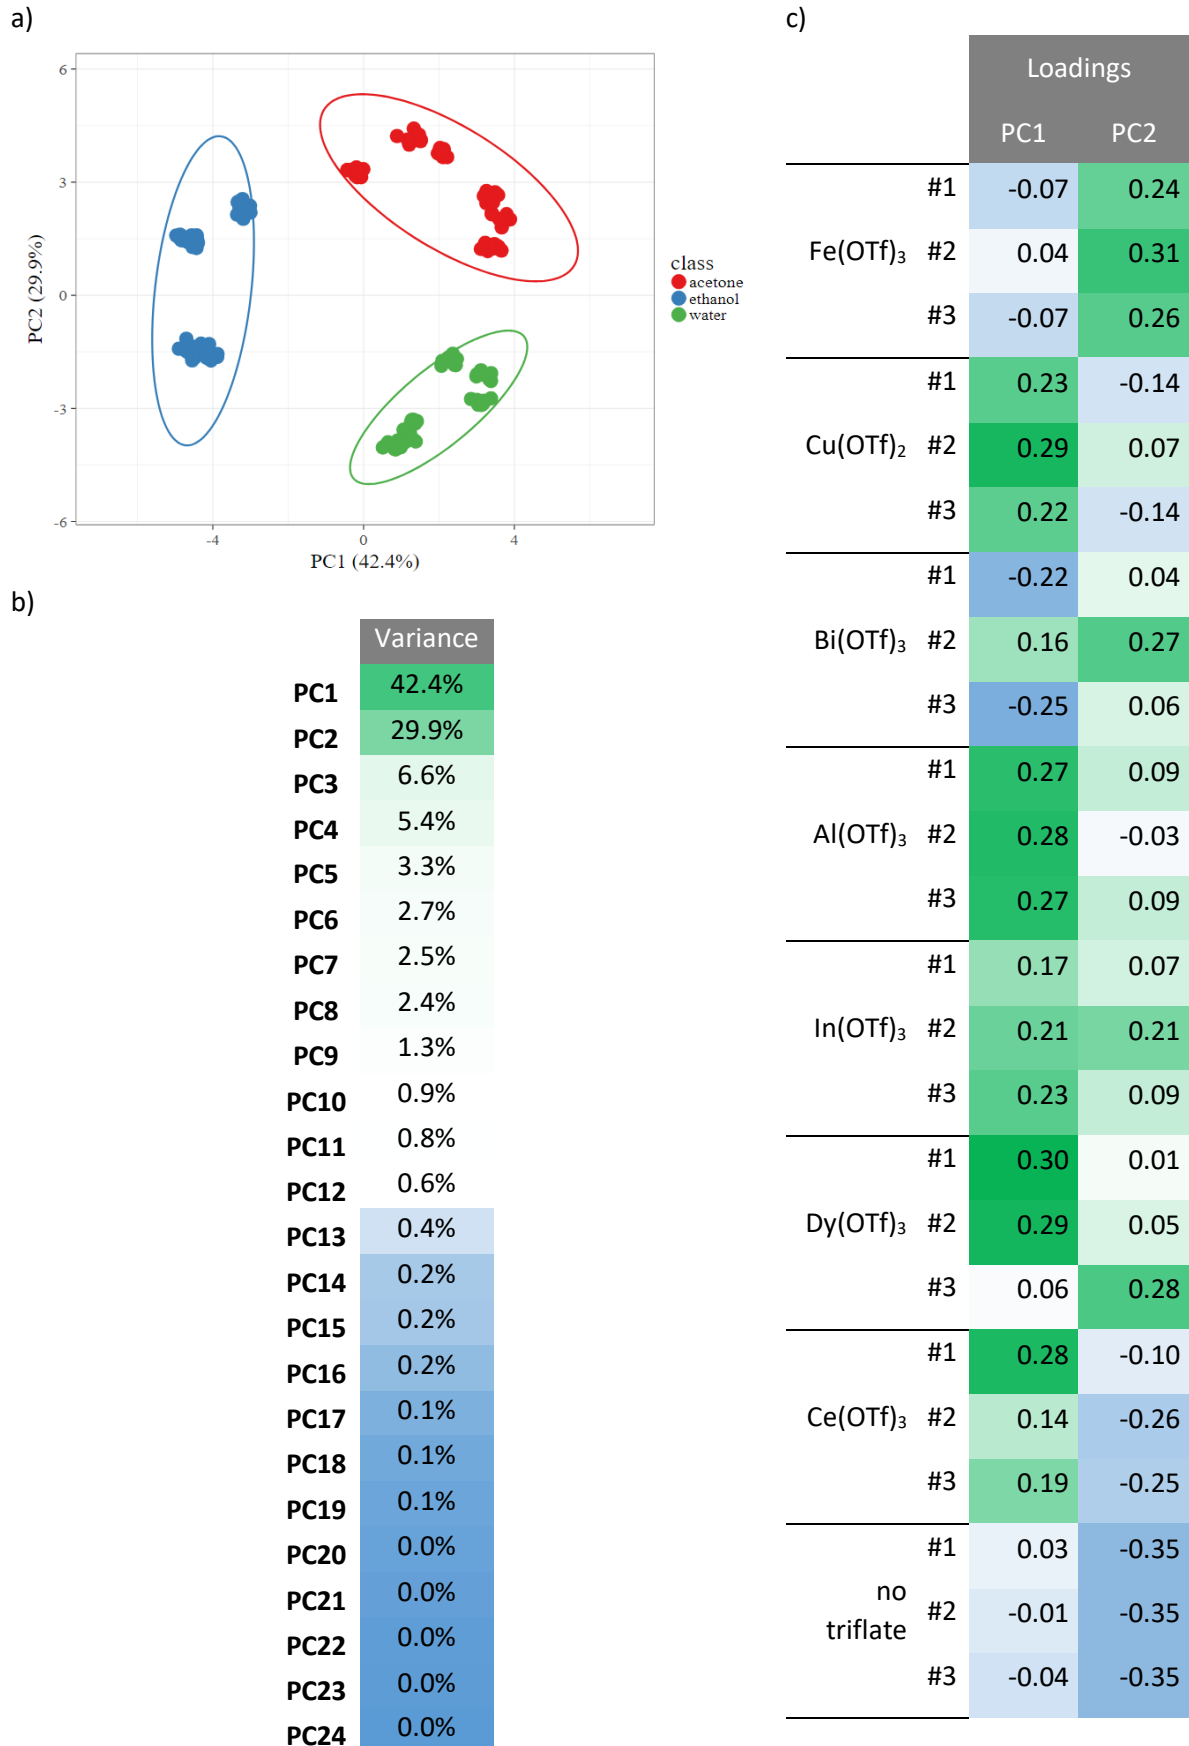 a)
6
3
0
-3
-6
PC2 (29.9%)
-4
0
4
PC1 (42.4%)
class
acetone
ethanol
water
b)
Variance
PC1 42.4%
PC2 29.9%
PC3 6.6%
PC4 5.4%
PC5 3.3%
PC6 2.7%
PC7 2.5%
PC8 2.4%
PC9 1.3%
PC10 0.9%
PC11 0.8%
PC12 0.6%
PC13 0.4%
PC14 0.2%
PC15 0.2%
PC16 0.2%
PC17 0.1%
PC18 0.1%
PC19 0.1%
PC20 0.0%
PC21 0.0%
PC22 0.0%
PC23 0.0%
PC24 0.0%
c)
Loadings
PC1 PC2
#1 -0.07 0.24
Fe(OTf)₃ #2 0.04 0.31
#3 -0.07 0.26
#1 0.23 -0.14
Cu(OTf)₂ #2 0.29 0.07
#3 0.22 -0.14
#1 -0.22 0.04
Bi(OTf)₃ #2 0.16 0.27
#3 -0.25 0.06
#1 0.27 0.09
Al(OTf)₃ #2 0.28 -0.03
#3 0.27 0.09
#1 0.17 0.07
In(OTf)₃ #2 0.21 0.21
#3 0.23 0.09
#1 0.30 0.01
Dy(OTf)₃ #2 0.29 0.05
#3 0.06 0.28
#1 0.28 -0.10
Ce(OTf)₃ #2 0.14 -0.26
#3 0.19 -0.25
#1 0.03 -0.35
no
triflate #2 -0.01 -0.35
#3 -0.04 -0.35